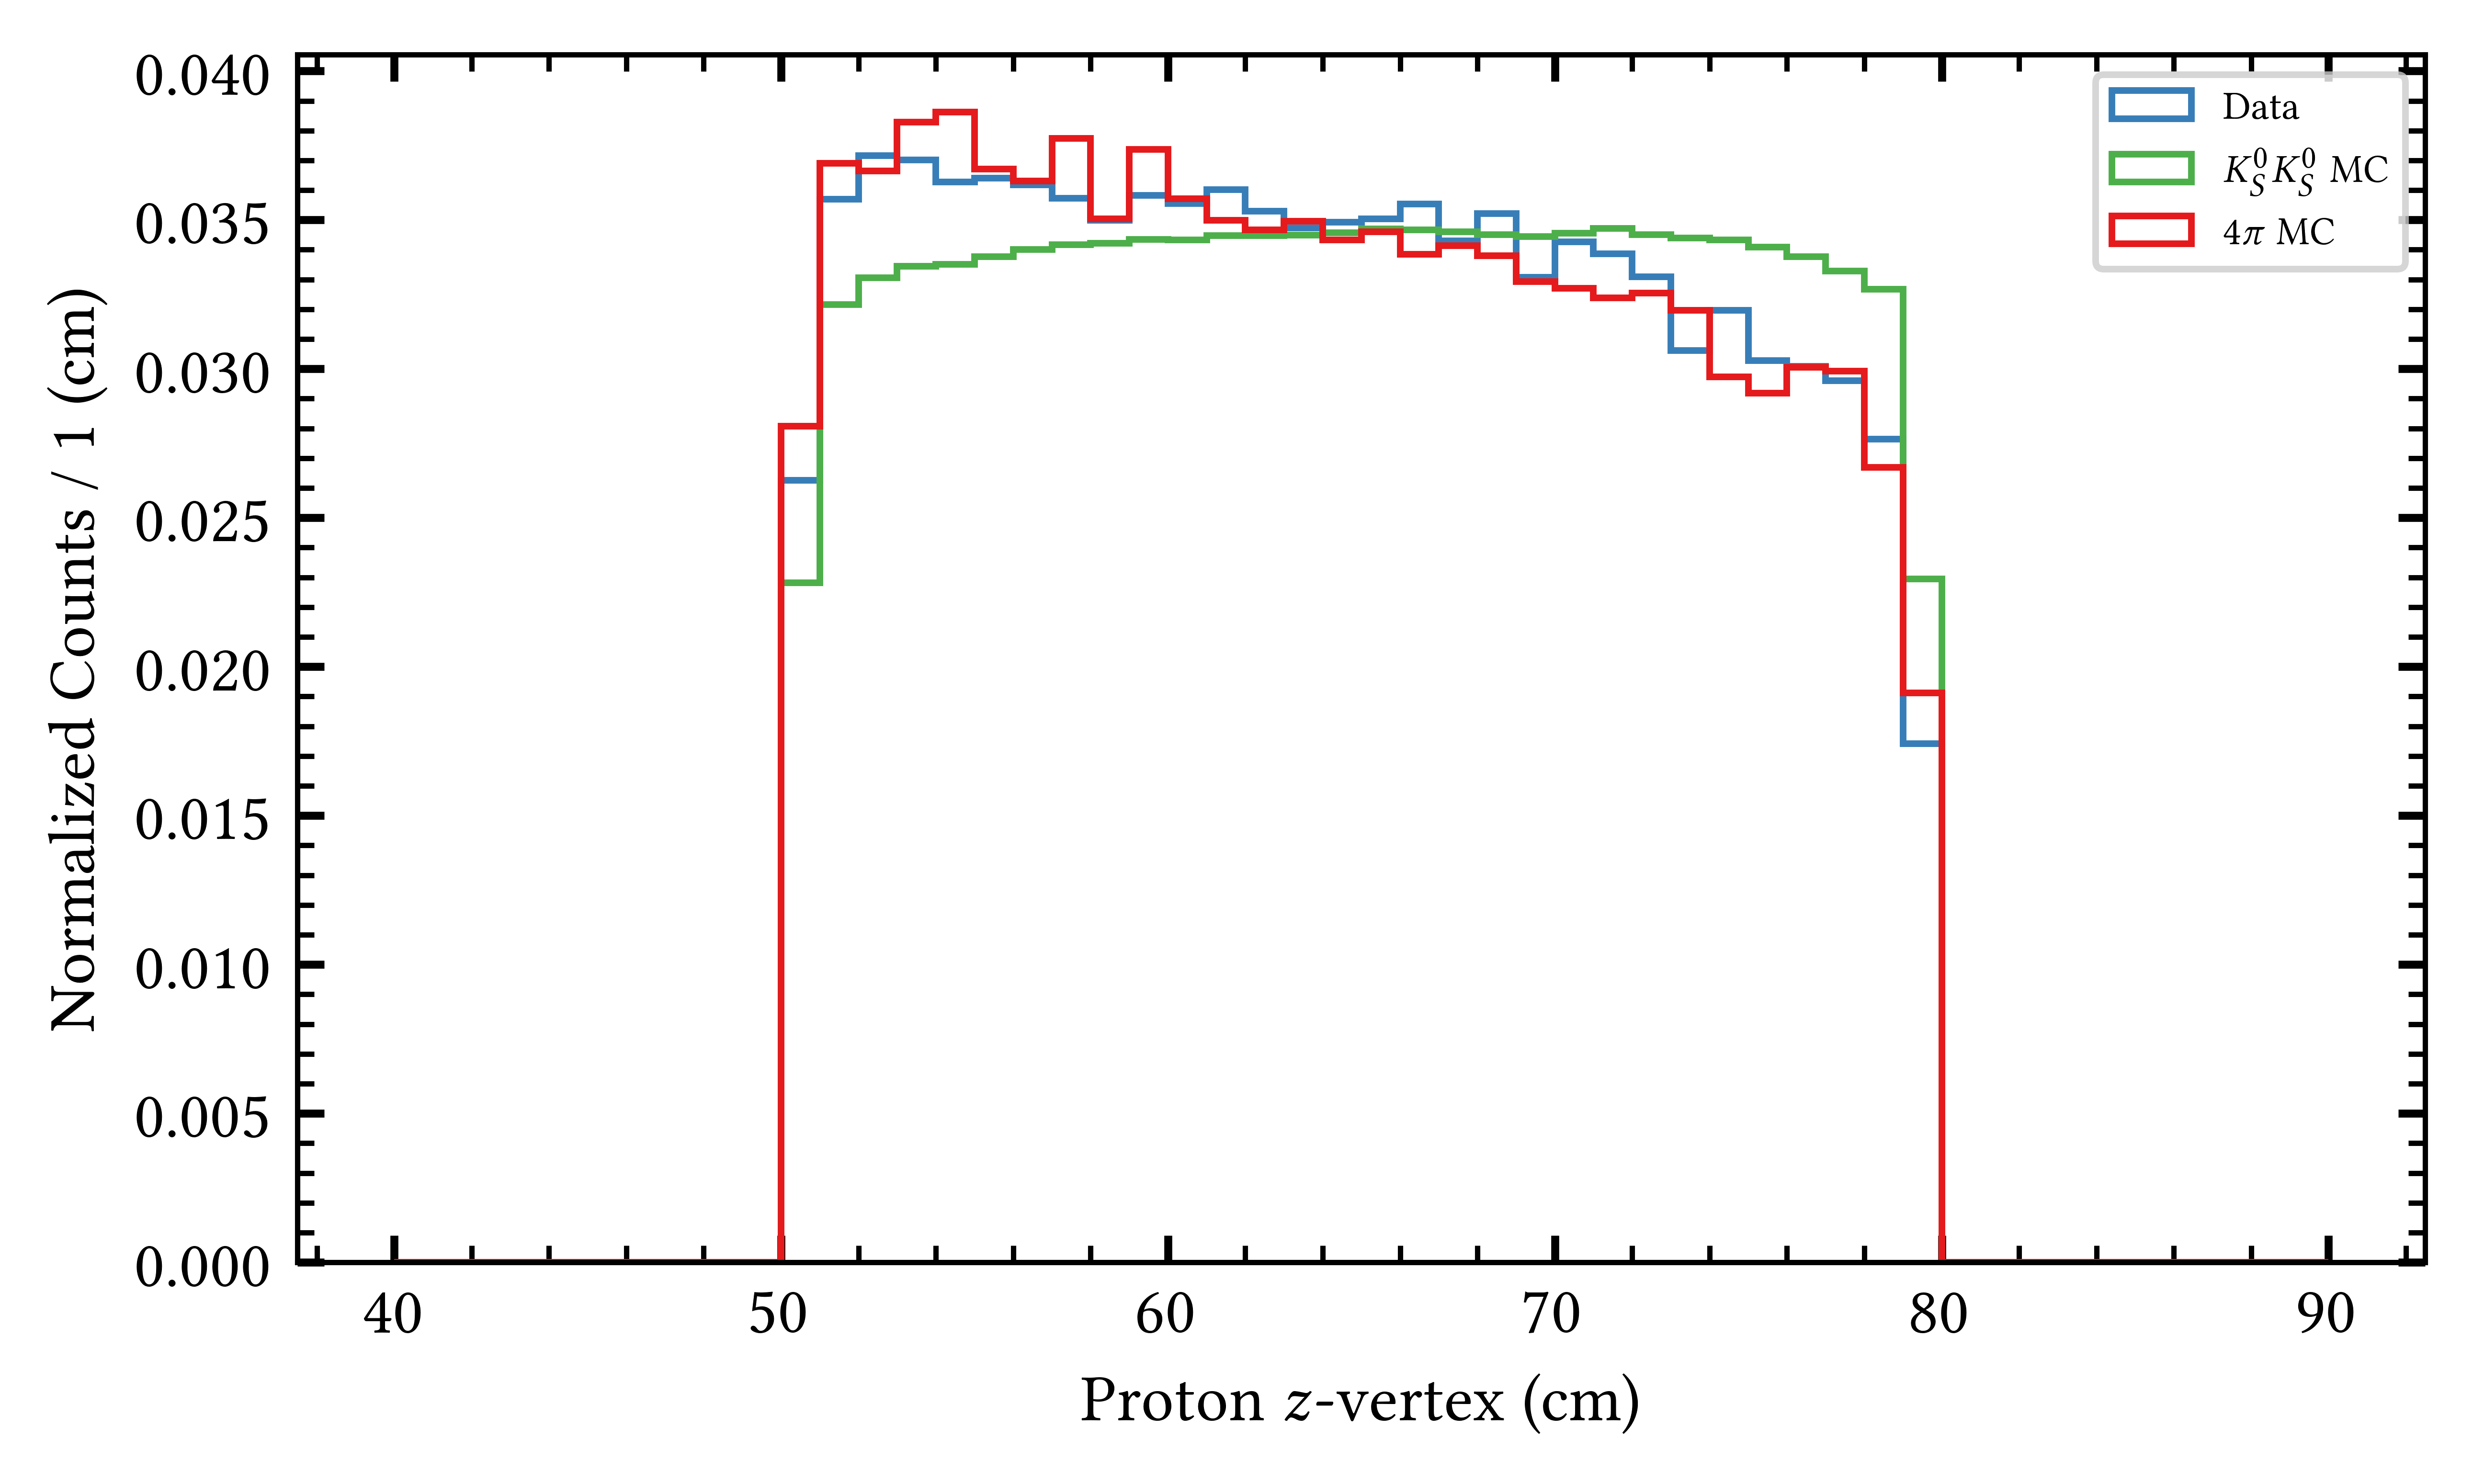 Normalized Counts / 1 (cm)
0.040
0.035
0.030
0.025
0.020
0.015
0.010
0.005
0.000
40 50 60 70 80 90
Proton z-vertex (cm)
Data
K⁰_S K⁰_S MC
4π MC